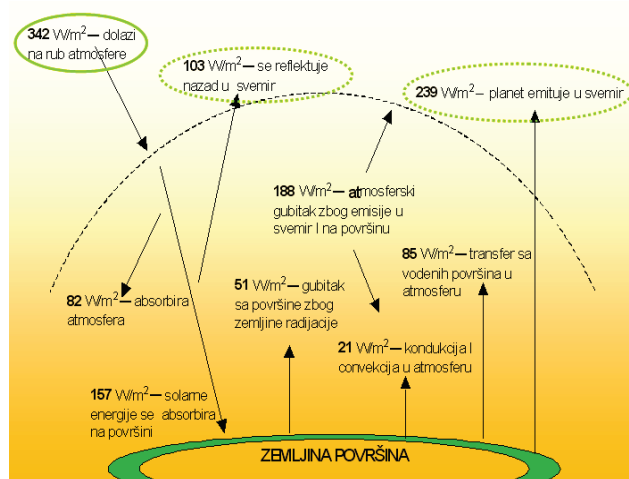 342 W/m²— dolazi
na rub atmosfere
103 W/m²— se reflektuje
nazad u svemir
239 W/m²– planet emituje u svemir
188 W/m²— atmosferski
gubitak zbog emisije u
svemir I na površinu
85 W/m²— transfer sa
vodenih površina u
atmosferu
82 W/m²— absorbira
atmosfera
51 W/m²— gubitak
sa površine zbog
zemljine radijacije
21 W/m²— kondukcija I
convekcija u atmosferu
157 W/m²— solarne
energije se absorbira
na površini
ZEMLJINA POVRŠINA